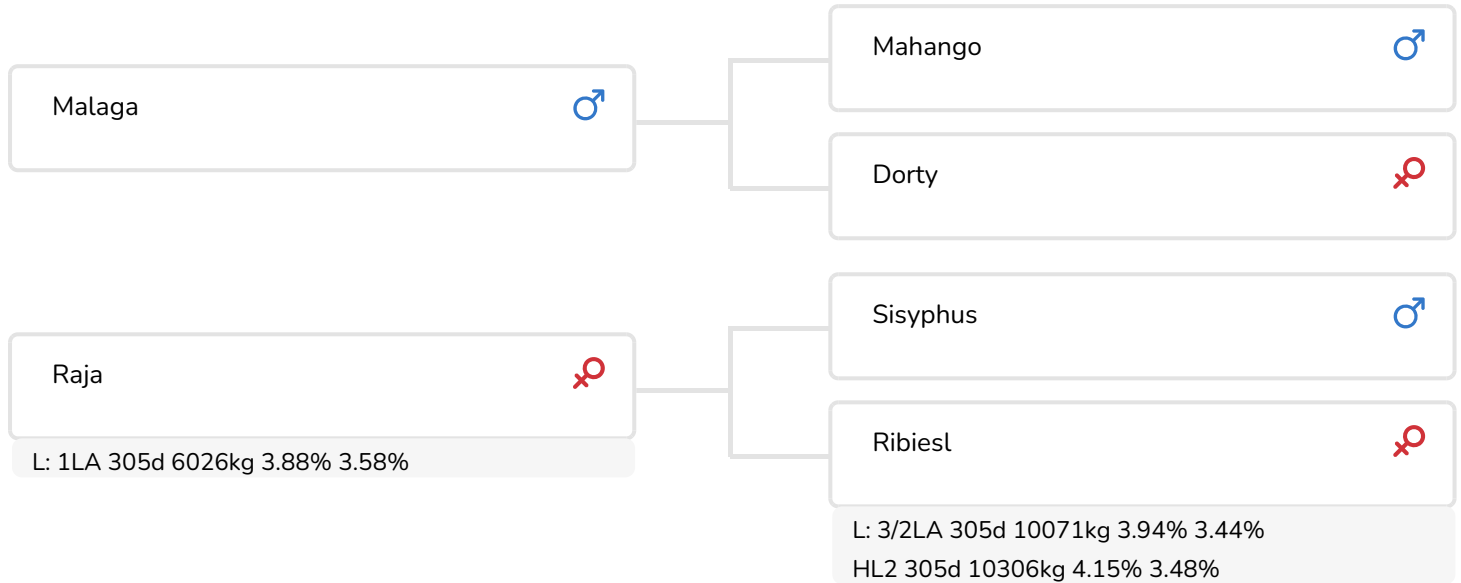 Malaga
Mahango
Dorty
Raja
L: 1LA 305d 6026kg 3.88% 3.58%
Sisyphus
Ribiesl
L: 3/2LA 305d 10071kg 3.94% 3.44%
HL2 305d 10306kg 4.15% 3.48%